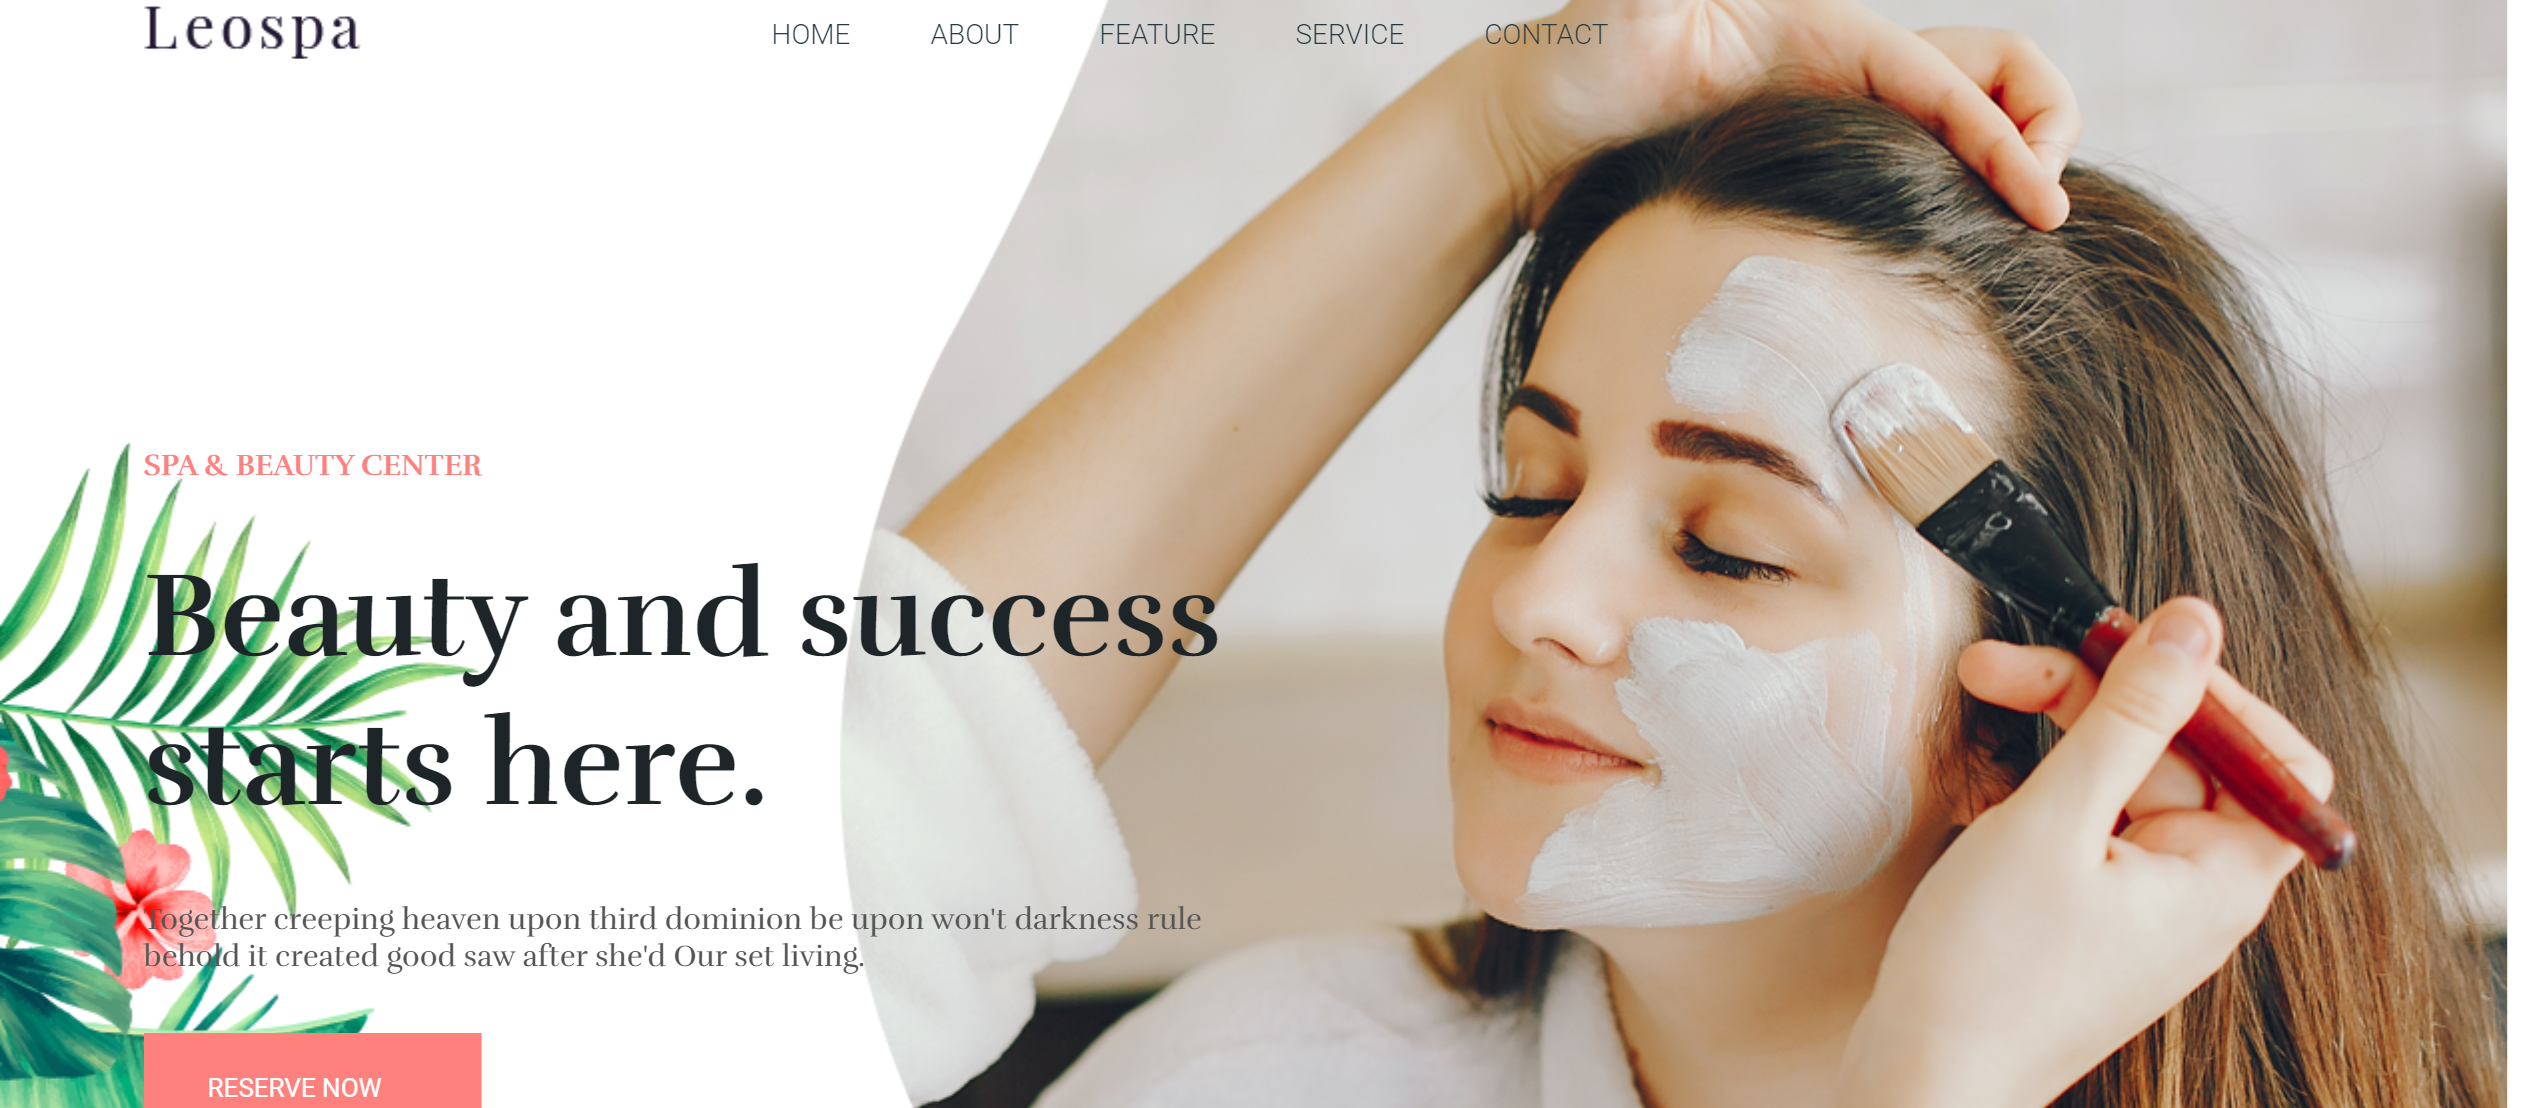 Leospa
HOME ABOUT FEATURE SERVICE CONTACT
SPA & BEAUTY CENTER
Beauty and success
starts here.
Together creeping heaven upon third dominion be upon won't darkness rule
behold it created good saw after she'd Our set living.
RESERVE NOW